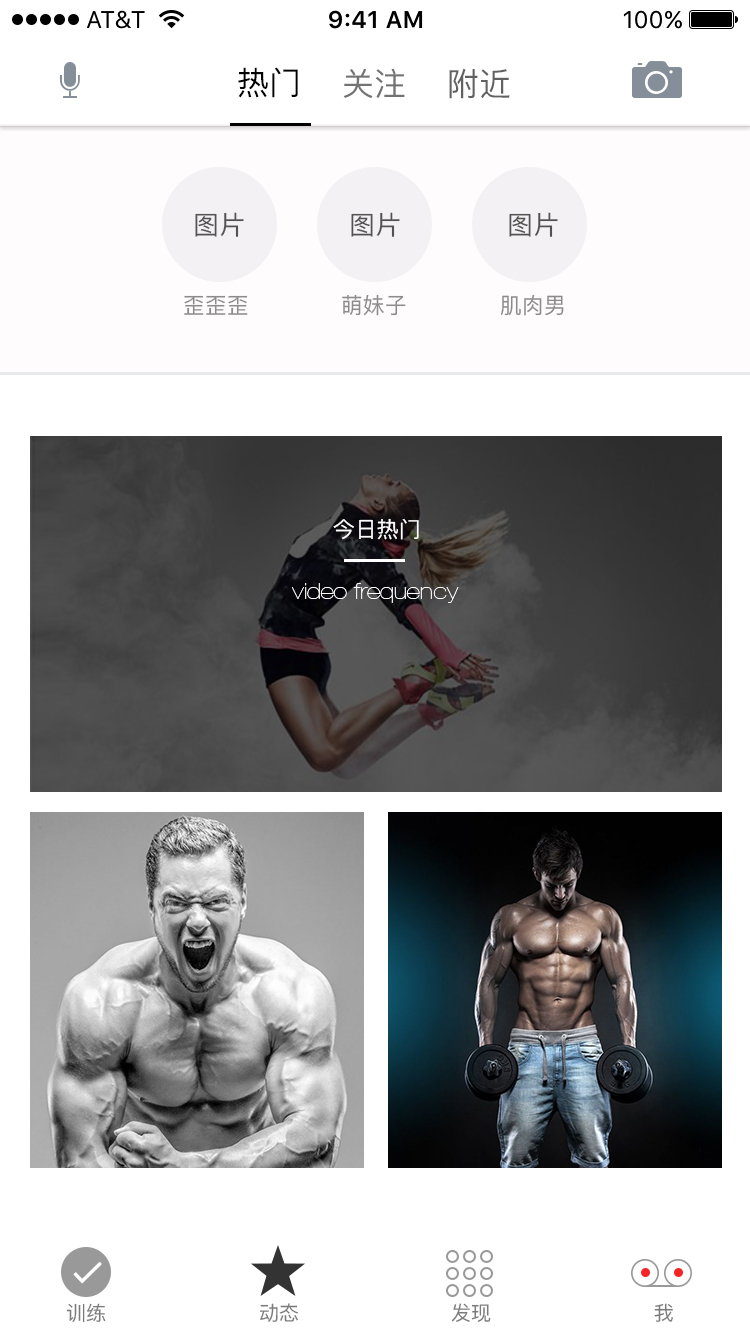 AT&T 9:41 AM 100%
热门 关注 附近
图片 图片 图片
歪歪歪 萌妹子 肌肉男
今日热门
video frequency
训练 动态 发现 我